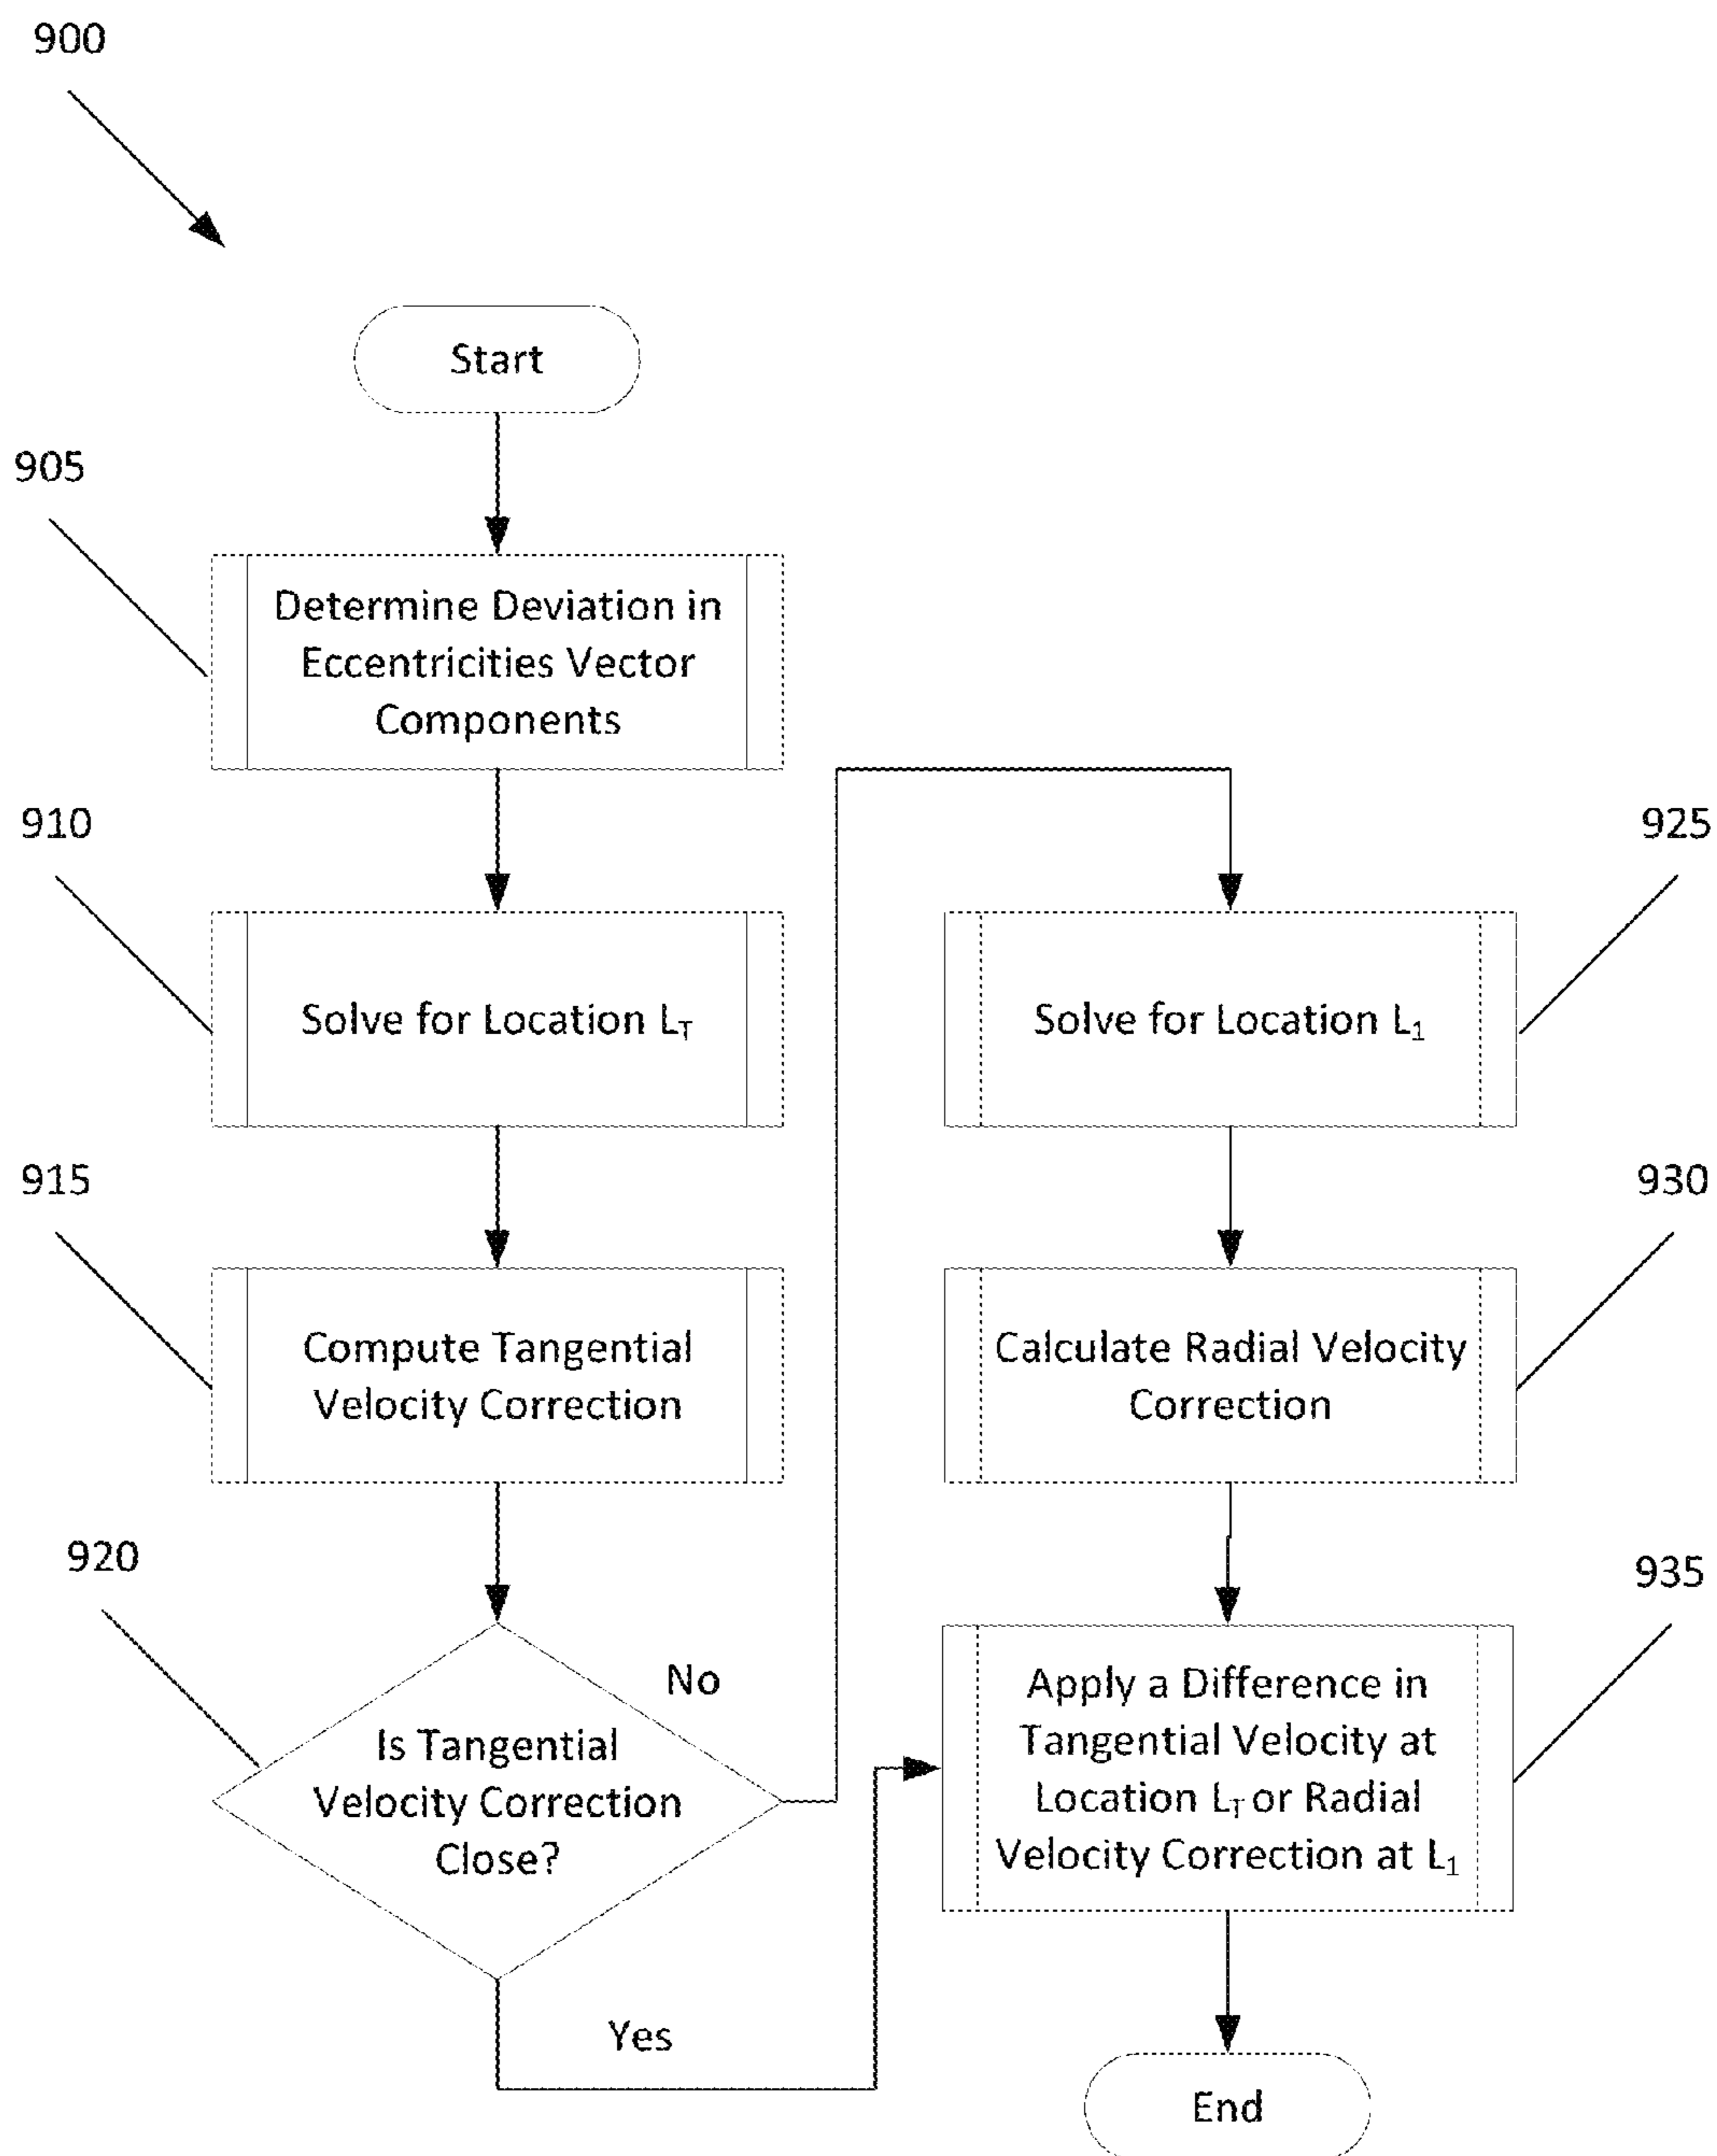 900
Start
905
Determine Deviation in
Eccentricities Vector
Components
910
Solve for Location L_T
915
Compute Tangential
Velocity Correction
920
Is Tangential
Velocity Correction
Close?
No
Yes
925
Solve for Location L₁
930
Calculate Radial Velocity
Correction
935
Apply a Difference in
Tangential Velocity at
Location L_T or Radial
Velocity Correction at L₁
End